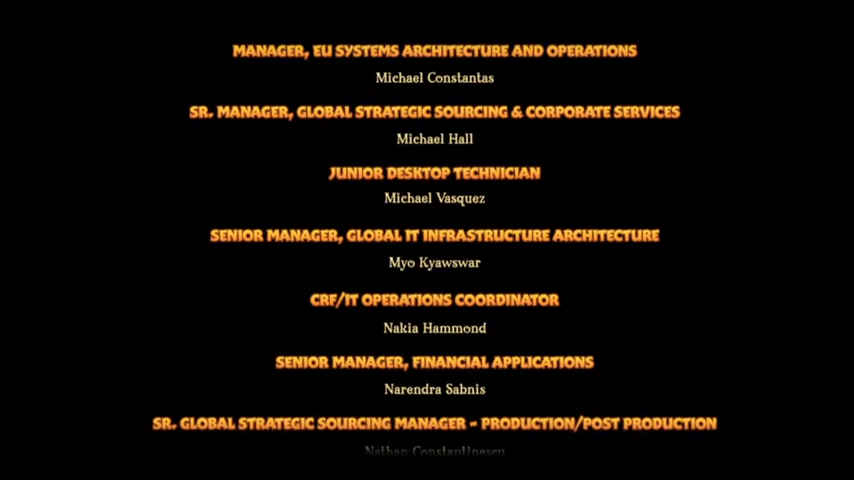 MANAGER, EU SYSTEMS ARCHITECTURE AND OPERATIONS
Michael Constantas
SR. MANAGER, GLOBAL STRATEGIC SOURCING & CORPORATE SERVICES
Michael Hall
JUNIOR DESKTOP TECHNICIAN
Michael Vasquez
SENIOR MANAGER, GLOBAL IT INFRASTRUCTURE ARCHITECTURE
Myo Kyawswar
CRF/IT OPERATIONS COORDINATOR
Nakia Hammond
SENIOR MANAGER, FINANCIAL APPLICATIONS
Narendra Sabnis
SR. GLOBAL STRATEGIC SOURCING MANAGER - PRODUCTION/POST PRODUCTION
Nathan Constantinescu